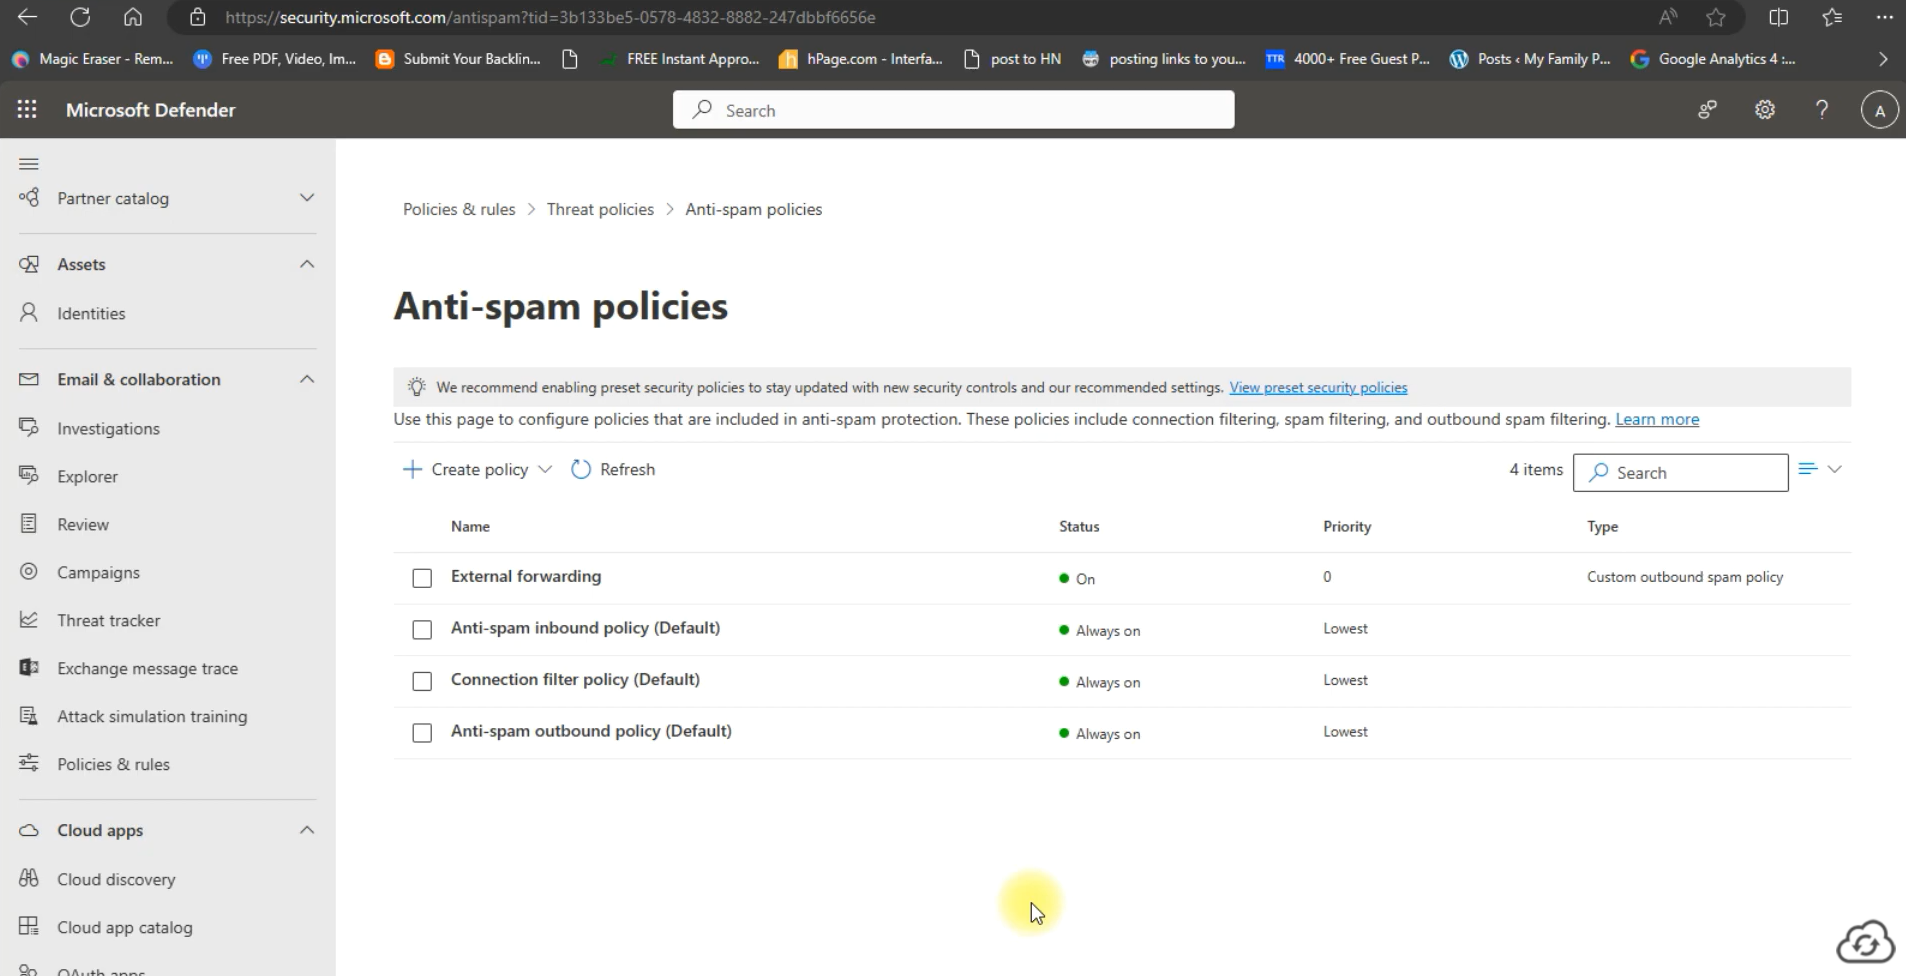 https://security.microsoft.com/antispam?tid=3b133be5-0578-4832-8882-247dbbf6656e
Magic Eraser - Rem... Free PDF, Video, Im... Submit Your Backlin... FREE Instant Appro... hPage.com - Interfa... post to HN posting links to you... TTR 4000+ Free Guest P... Posts ‹ My Family P... Google Analytics 4 :...
Microsoft Defender
Search
A
Partner catalog
Assets
Identities
Email & collaboration
Investigations
Explorer
Review
Campaigns
Threat tracker
Exchange message trace
Attack simulation training
Policies & rules
Cloud apps
Cloud discovery
Cloud app catalog
OAuth apps
Policies & rules > Threat policies > Anti-spam policies
Anti-spam policies
We recommend enabling preset security policies to stay updated with new security controls and our recommended settings. View preset security policies
Use this page to configure policies that are included in anti-spam protection. These policies include connection filtering, spam filtering, and outbound spam filtering. Learn more
Create policy Refresh 4 items Search
Name Status Priority Type
External forwarding On 0 Custom outbound spam policy
Anti-spam inbound policy (Default) Always on Lowest
Connection filter policy (Default) Always on Lowest
Anti-spam outbound policy (Default) Always on Lowest